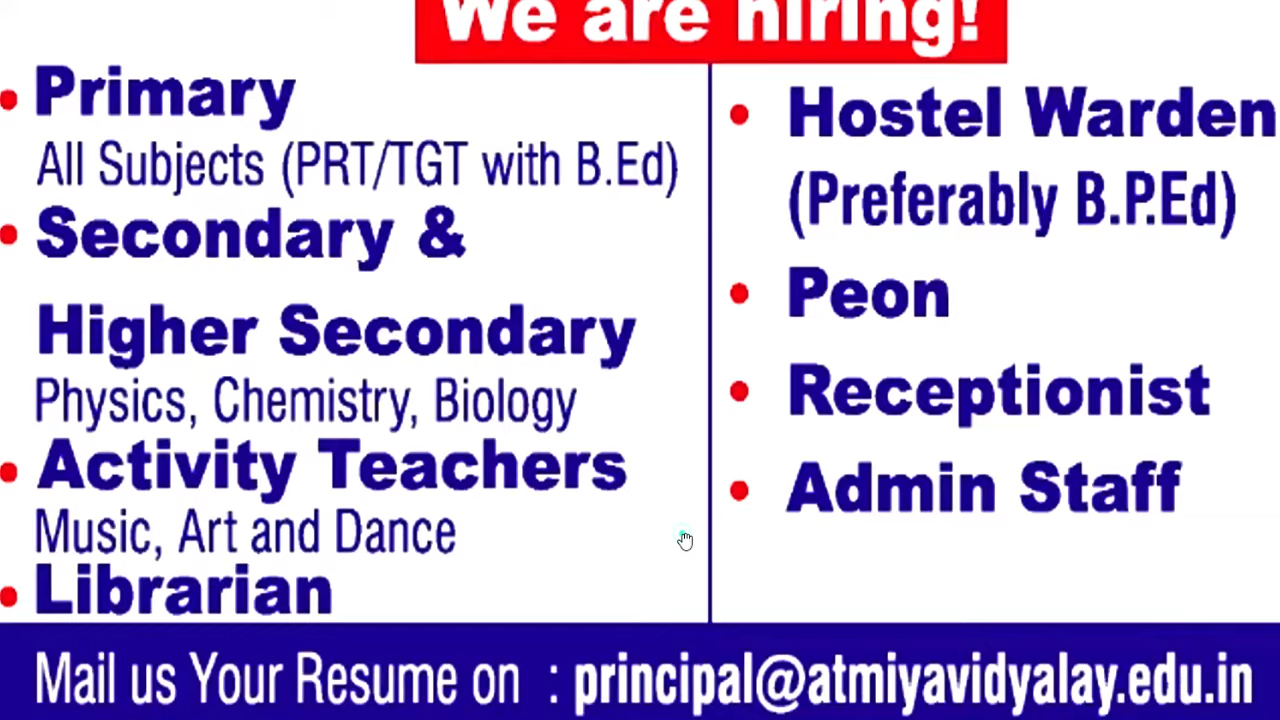 We are hiring!
• Primary
All Subjects (PRT/TGT with B.Ed)
• Secondary &
Higher Secondary
Physics, Chemistry, Biology
• Activity Teachers
Music, Art and Dance
• Librarian
• Hostel Warden
(Preferably B.P.Ed)
• Peon
• Receptionist
• Admin Staff
Mail us Your Resume on : principal@atmiyavidyalay.edu.in